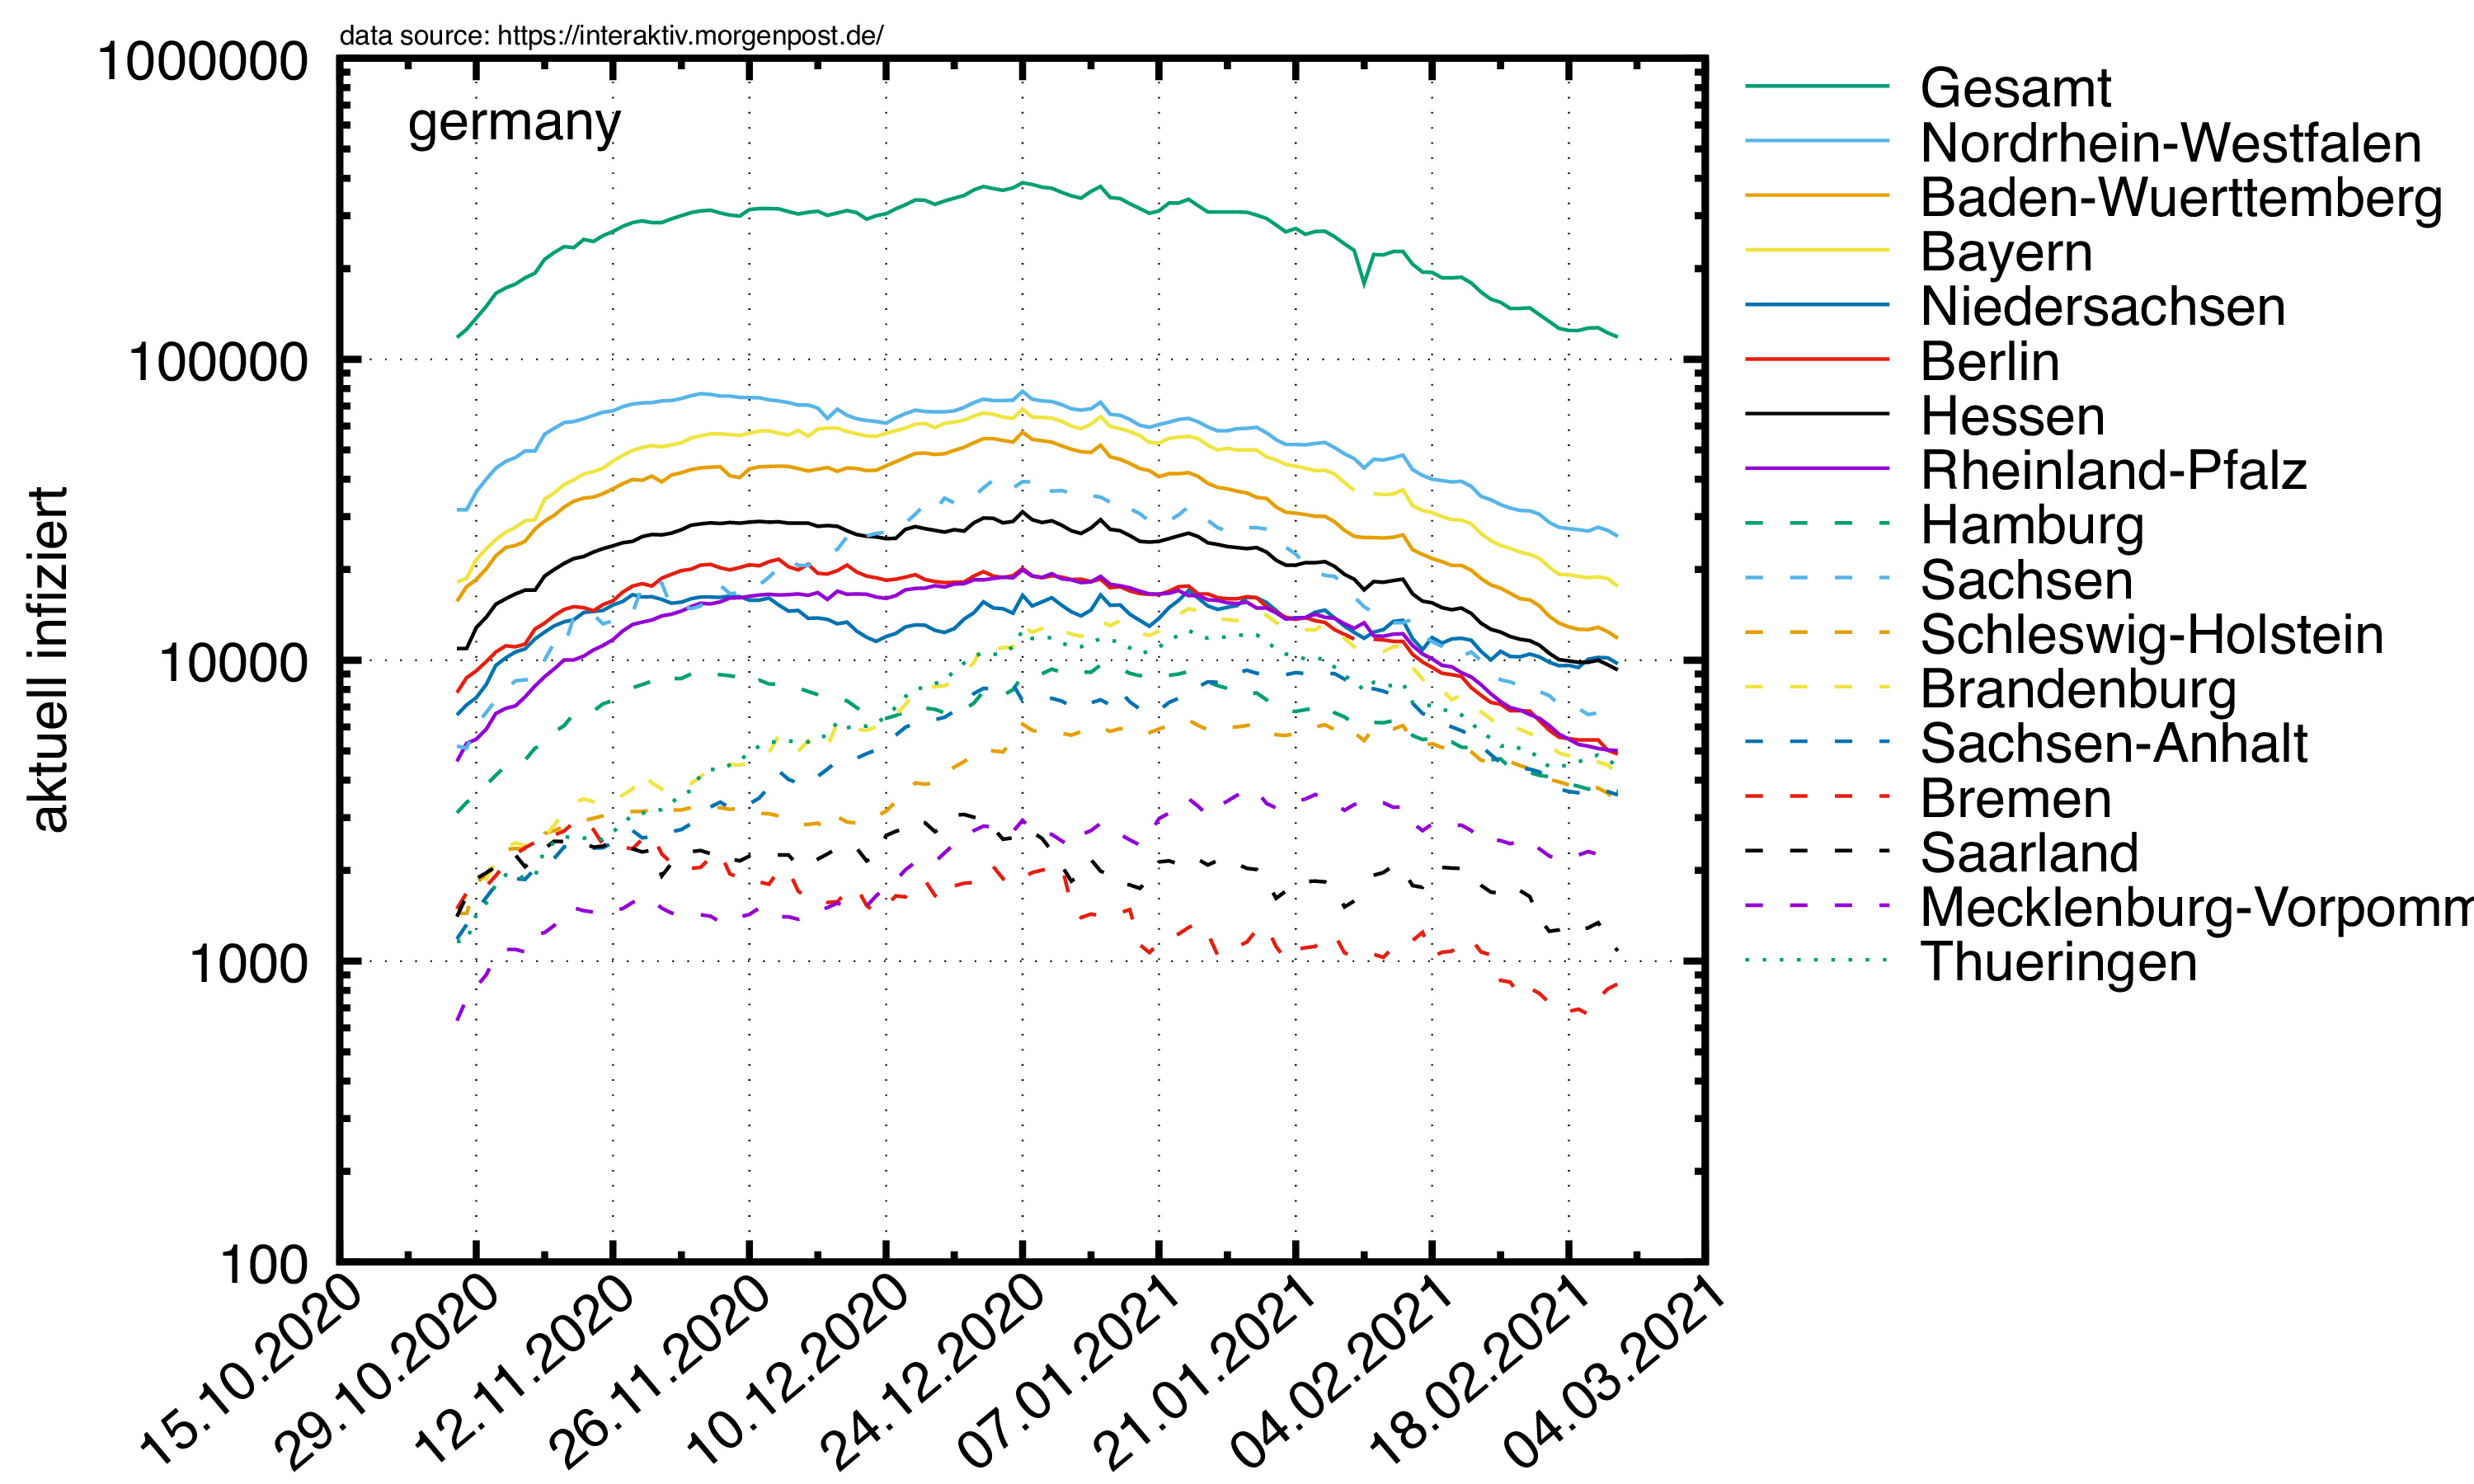 data source: https://interaktiv.morgenpost.de/
germany
aktuell infiziert
1000000
100000
10000
1000
100
15.10.2020
29.10.2020
12.11.2020
26.11.2020
10.12.2020
24.12.2020
07.01.2021
21.01.2021
04.02.2021
18.02.2021
04.03.2021
Gesamt
Nordrhein-Westfalen
Baden-Wuerttemberg
Bayern
Niedersachsen
Berlin
Hessen
Rheinland-Pfalz
Hamburg
Sachsen
Schleswig-Holstein
Brandenburg
Sachsen-Anhalt
Bremen
Saarland
Mecklenburg-Vorpomm
Thueringen